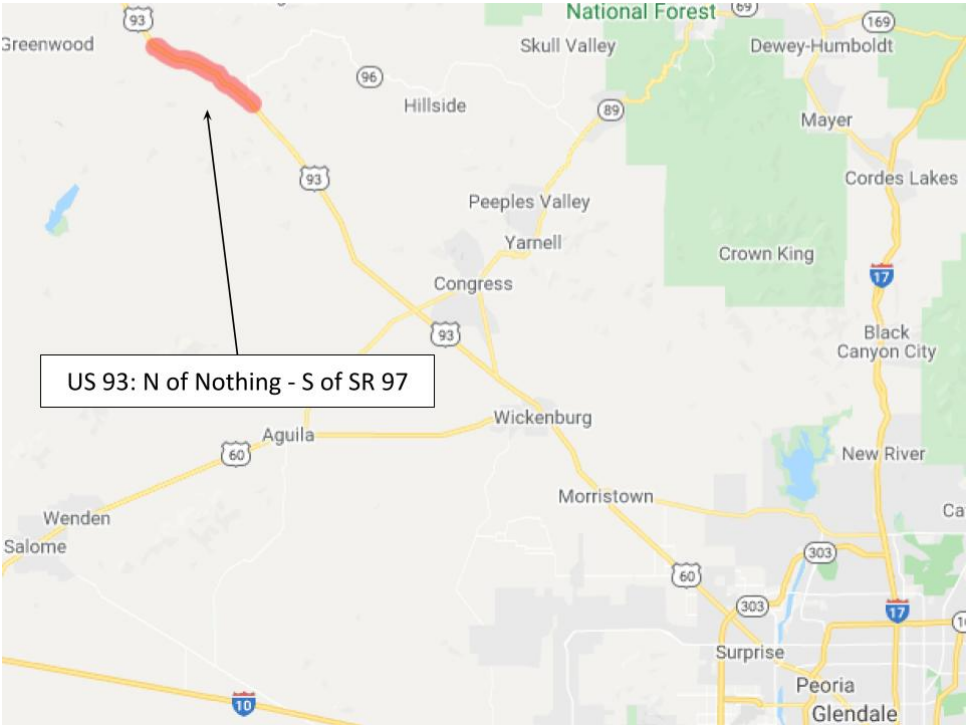 National Forest
93
69
169
Greenwood
Skull Valley
Dewey-Humboldt
96
Hillside
89
Mayer
93
Cordes Lakes
Peeples Valley
Yarnell
Crown King
17
Congress
93
Black
Canyon City
US 93: N of Nothing - S of SR 97
Wickenburg
Aguila
60
New River
Morristown
Wenden
Salome
303
60
303
17
Surprise
Peoria
10
Glendale